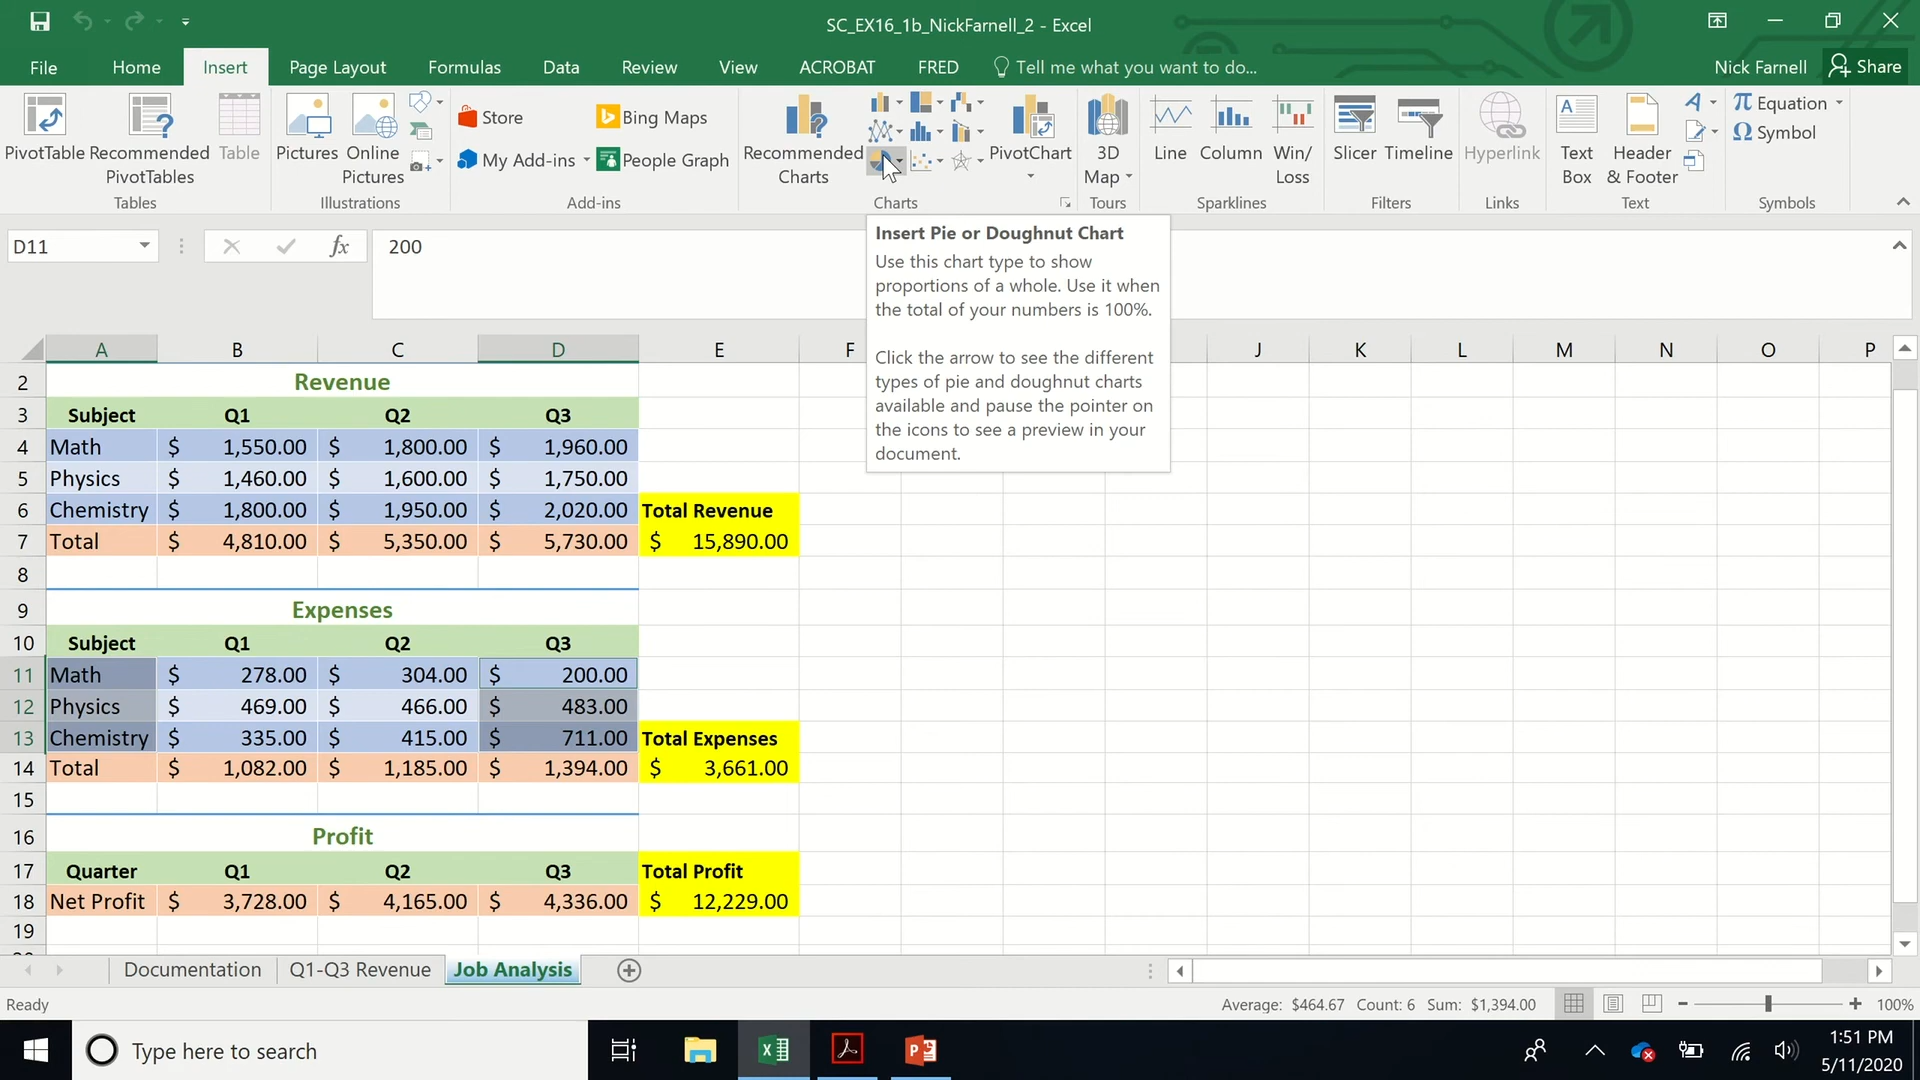 SC_EX16_1b_NickFarnell_2 - Excel
File Home Insert Page Layout Formulas Data Review View ACROBAT FRED Tell me what you want to do... Nick Farnell Share
PivotTable Recommended PivotTables Table
Tables
Pictures Online Pictures
Illustrations
Store
My Add-ins
Bing Maps
People Graph
Add-ins
Recommended Charts
PivotChart
Charts
3D Map
Tours
Line Column Win/ Loss
Sparklines
Slicer Timeline
Filters
Hyperlink
Links
Text Box Header & Footer
Text
Equation
Symbol
Symbols
D11 fx 200
Insert Pie or Doughnut Chart
Use this chart type to show
proportions of a whole. Use it when
the total of your numbers is 100%.
Click the arrow to see the different
types of pie and doughnut charts
available and pause the pointer on
the icons to see a preview in your
document.
A B C D E F J K L M N O P
2 Revenue
3 Subject Q1 Q2 Q3
4 Math $ 1,550.00 $ 1,800.00 $ 1,960.00
5 Physics $ 1,460.00 $ 1,600.00 $ 1,750.00
6 Chemistry $ 1,800.00 $ 1,950.00 $ 2,020.00 Total Revenue
7 Total $ 4,810.00 $ 5,350.00 $ 5,730.00 $ 15,890.00
8
9 Expenses
10 Subject Q1 Q2 Q3
11 Math $ 278.00 $ 304.00 $ 200.00
12 Physics $ 469.00 $ 466.00 $ 483.00
13 Chemistry $ 335.00 $ 415.00 $ 711.00 Total Expenses
14 Total $ 1,082.00 $ 1,185.00 $ 1,394.00 $ 3,661.00
15
16 Profit
17 Quarter Q1 Q2 Q3 Total Profit
18 Net Profit $ 3,728.00 $ 4,165.00 $ 4,336.00 $ 12,229.00
19
Documentation Q1-Q3 Revenue Job Analysis
Ready Average: $464.67 Count: 6 Sum: $1,394.00 100%
Type here to search
1:51 PM
5/11/2020